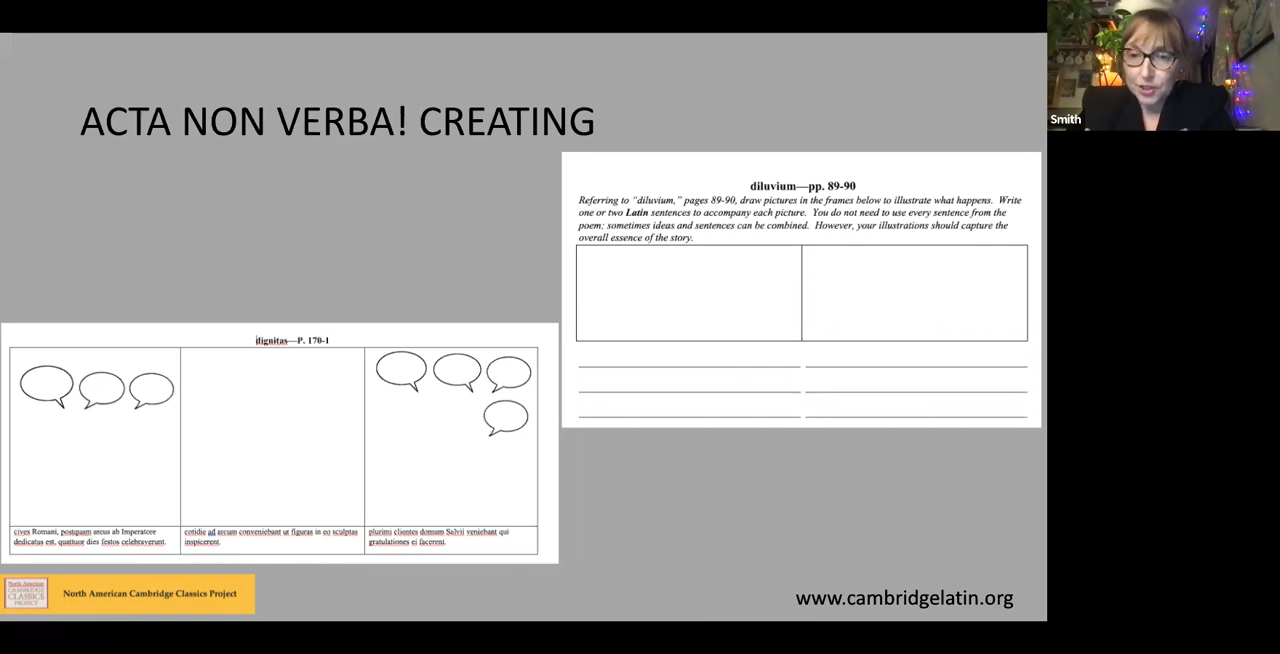 ACTA NON VERBA! CREATING
Smith
diluvium—pp. 89-90
Referring to “diluvium,” pages 89-90, draw pictures in the frames below to illustrate what happens. Write
one or two Latin sentences to accompany each picture. You do not need to use every sentence from the
poem; sometimes ideas and sentences can be combined. However, your illustrations should capture the
overall essence of the story.
dignitas—P. 170-1
cives Romani, postquam arcus ab Imperatore
dedicatus est, quattuor dies festos celebraverunt.
cotidie ad arcum conveniebant ut figuras in eo sculptas
inspicerent.
plurimi clientes domum Salvii veniebant qui
gratulationes ei facerent.
North American
CAMBRIDGE
CLASSICS
PROJECT
North American Cambridge Classics Project
www.cambridgelatin.org